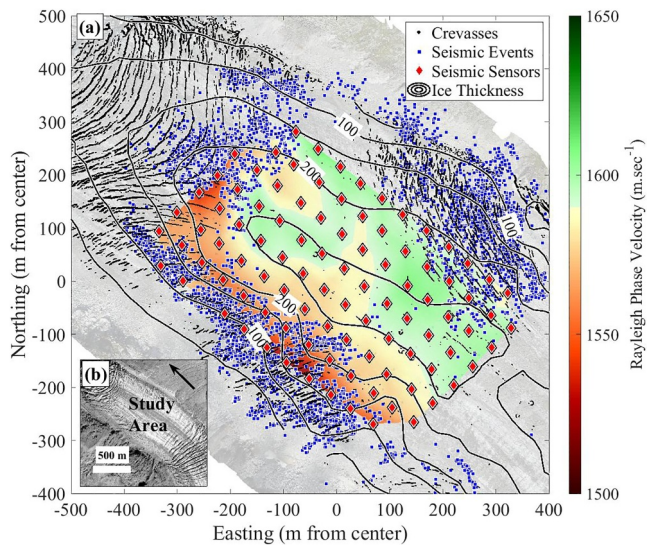 (a)
Crevasses
Seismic Events
Seismic Sensors
Ice Thickness
500
400
300
200
100
0
-100
-200
-300
-400
Northing (m from center)
-500 -400 -300 -200 -100 0 100 200 300 400
Easting (m from center)
100
200
100
200
100
(b)
Study
Area
500 m
1650
1600
1550
1500
Rayleigh Phase Velocity (m.sec⁻¹)